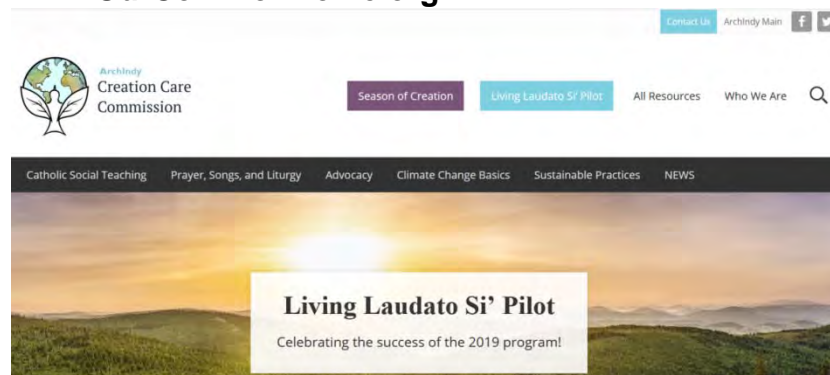 Contact Us ArchIndy Main
ArchIndy
Creation Care
Commission
Season of Creation Living Laudato Si' Pilot All Resources Who We Are
Catholic Social Teaching Prayer, Songs, and Liturgy Advocacy Climate Change Basics Sustainable Practices NEWS
Living Laudato Si’ Pilot
Celebrating the success of the 2019 program!